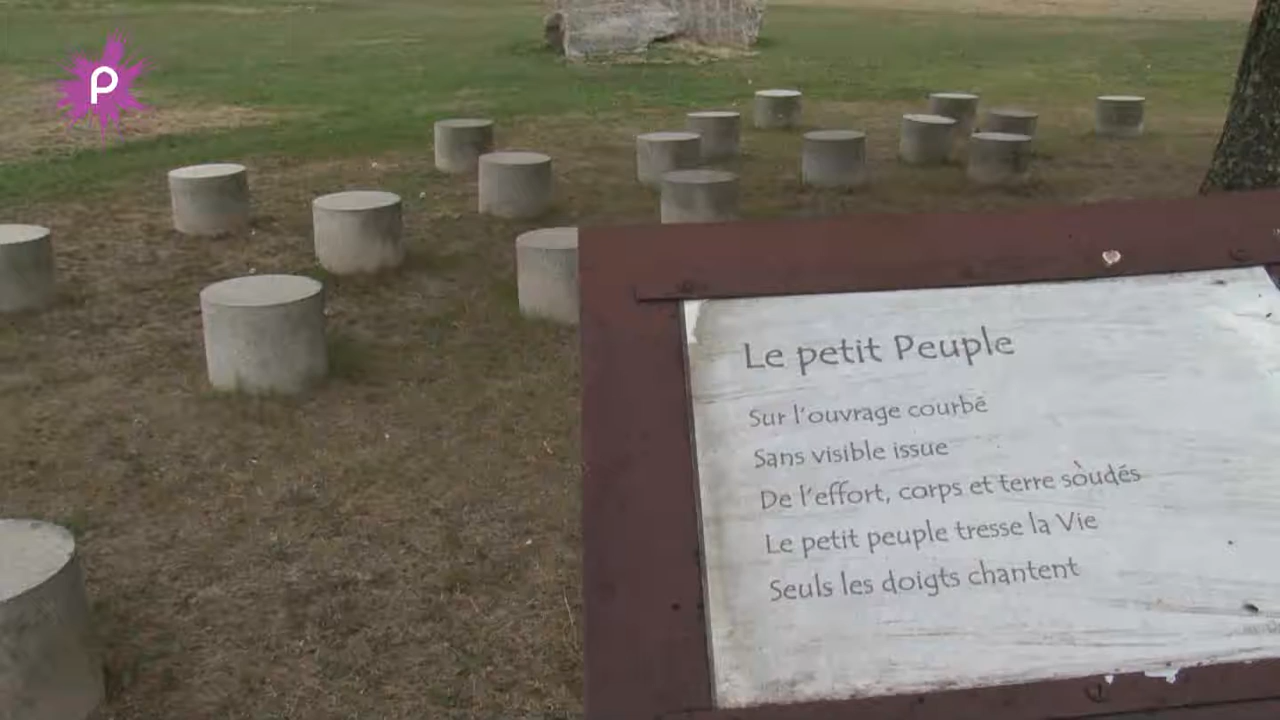 P
Le petit Peuple
Sur l'ouvrage courbé
Sans visible issue
De l'effort, corps et terre soudés
Le petit peuple tresse la Vie
Seuls les doigts chantent